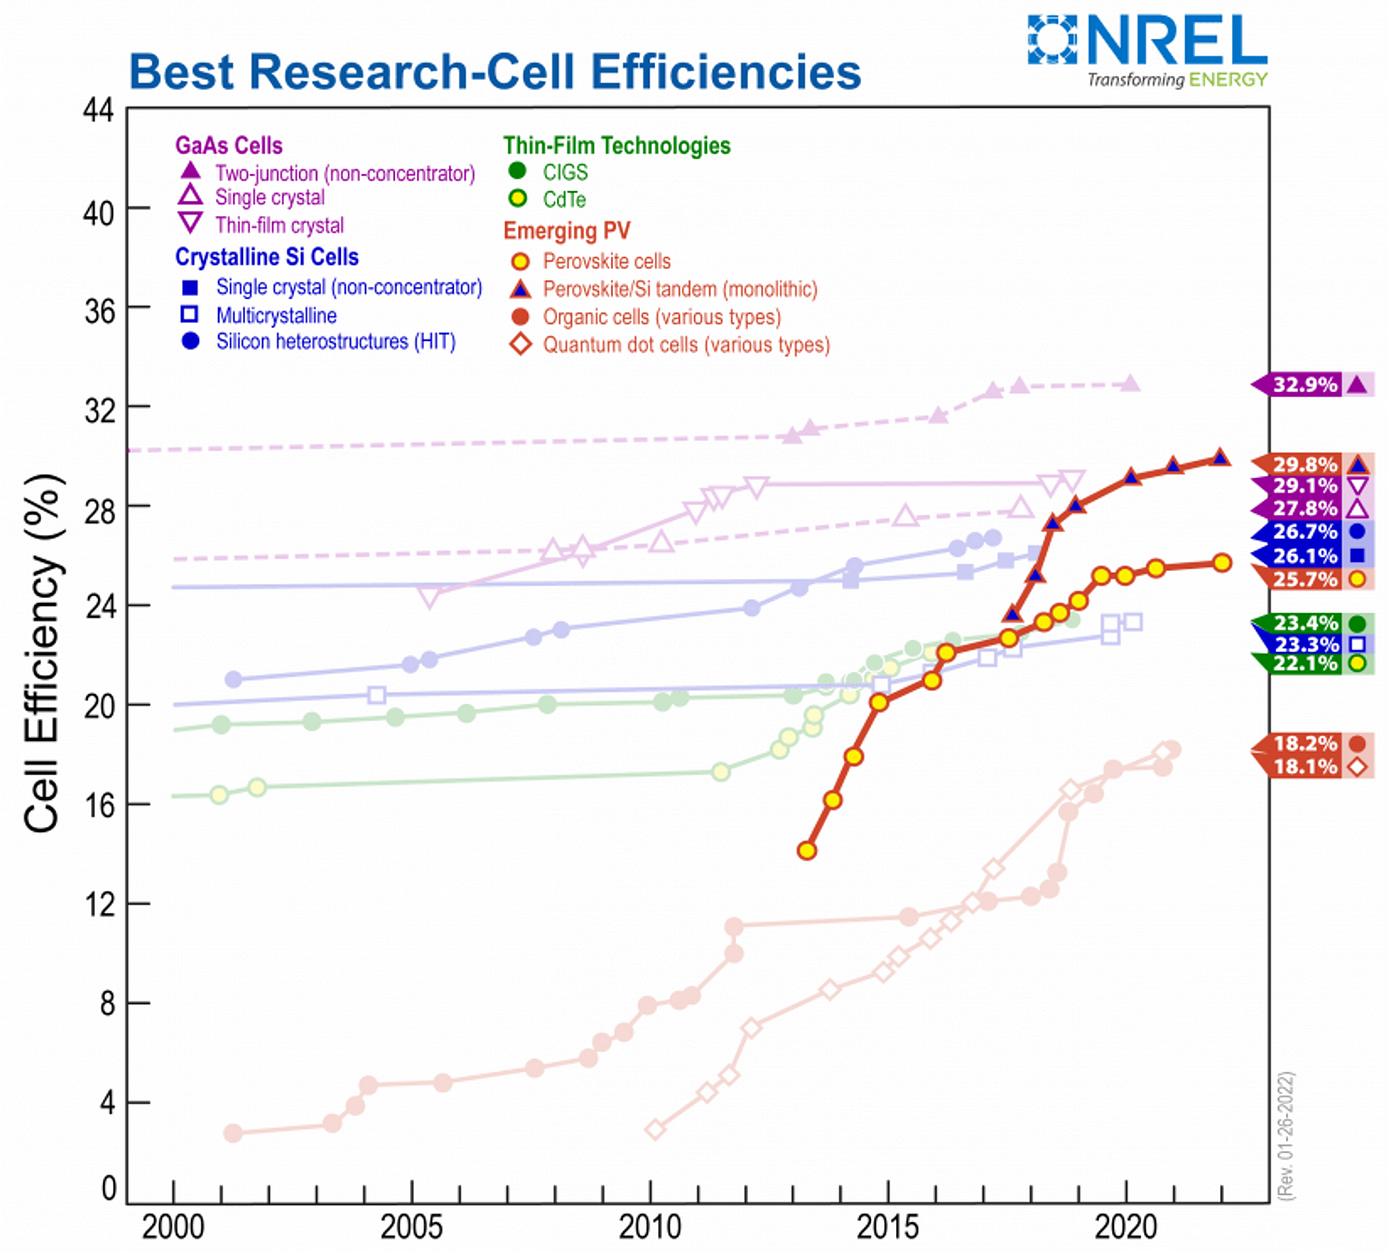 NREL
Transforming ENERGY
Best Research-Cell Efficiencies
GaAs Cells
Two-junction (non-concentrator)
Single crystal
Thin-film crystal
Crystalline Si Cells
Single crystal (non-concentrator)
Multicrystalline
Silicon heterostructures (HIT)
Thin-Film Technologies
CIGS
CdTe
Emerging PV
Perovskite cells
Perovskite/Si tandem (monolithic)
Organic cells (various types)
Quantum dot cells (various types)
Cell Efficiency (%)
44
40
36
32
28
24
20
16
12
8
4
0
2000
2005
2010
2015
2020
32.9%
29.8%
29.1%
27.8%
26.7%
26.1%
25.7%
23.4%
23.3%
22.1%
18.2%
18.1%
(Rev. 01-26-2022)